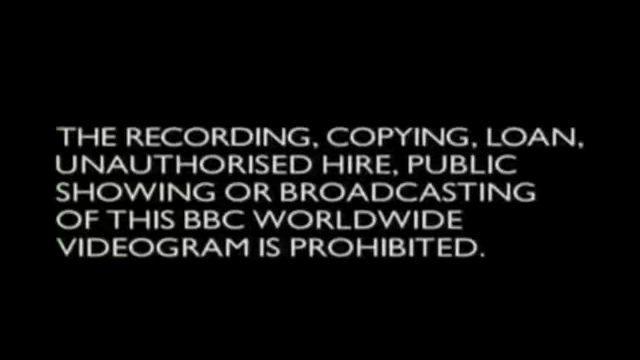 THE RECORDING, COPYING, LOAN,
UNAUTHORISED HIRE, PUBLIC
SHOWING OR BROADCASTING
OF THIS BBC WORLDWIDE
VIDEOGRAM IS PROHIBITED.